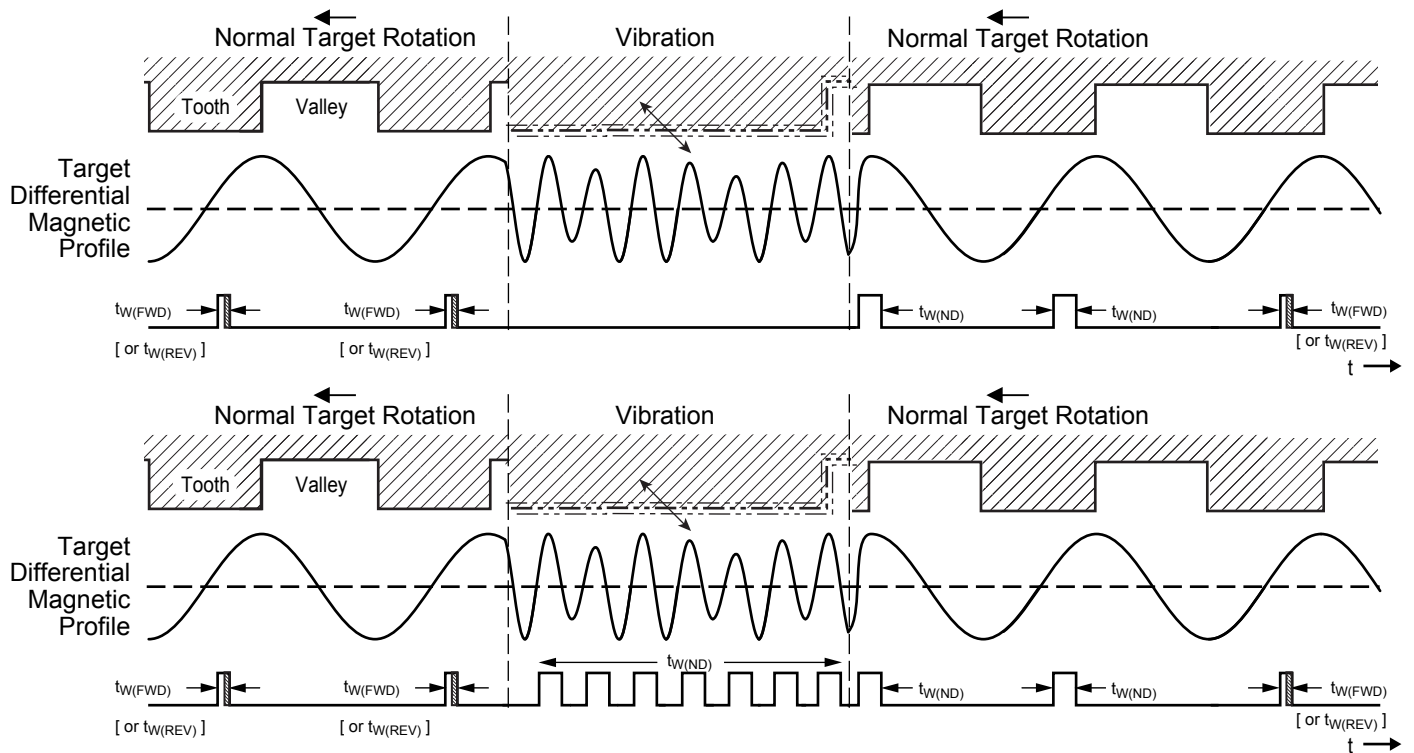 Normal Target Rotation Vibration Normal Target Rotation
Tooth Valley
Target
Differential
Magnetic
Profile
tW(FWD) tW(FWD) tW(ND) tW(ND) tW(FWD)
[ or tW(REV) ] [ or tW(REV) ] [ or tW(REV) ]
t
Normal Target Rotation Vibration Normal Target Rotation
Tooth Valley
Target
Differential
Magnetic
Profile
tW(ND)
tW(FWD) tW(FWD) tW(ND) tW(ND) tW(FWD)
[ or tW(REV) ] [ or tW(REV) ] [ or tW(REV) ]
t